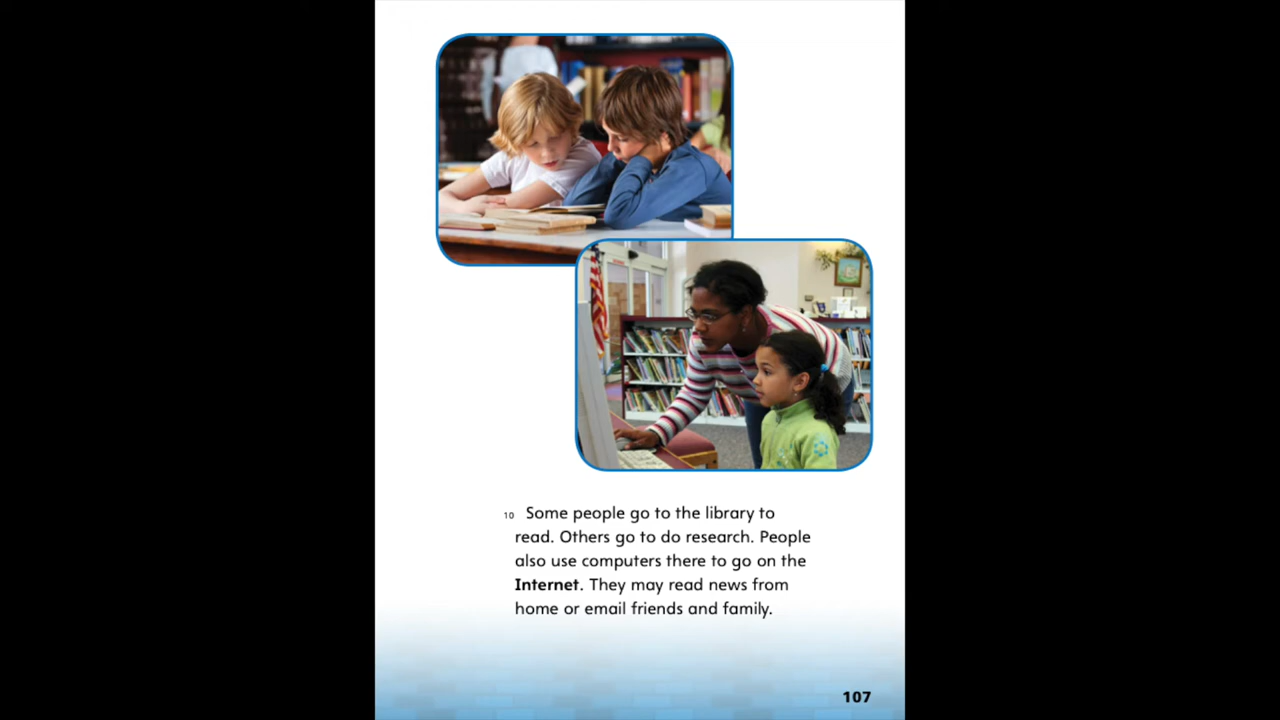 10 Some people go to the library to
read. Others go to do research. People
also use computers there to go on the
Internet. They may read news from
home or email friends and family.
107